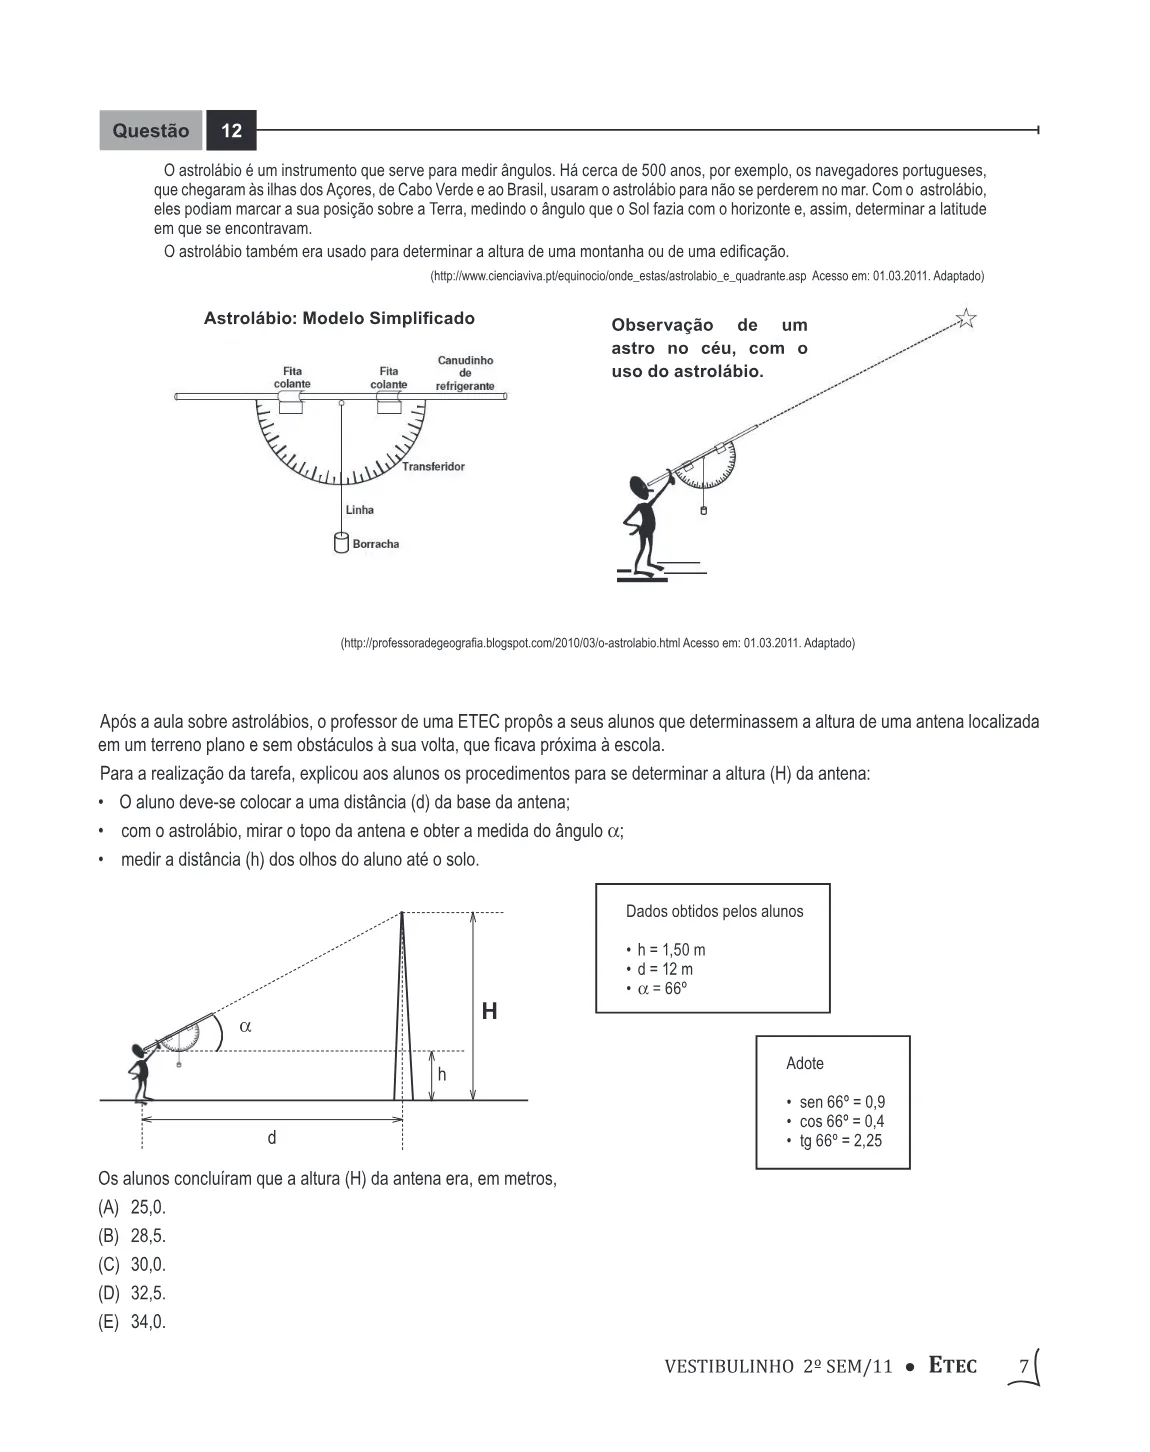 Questão 12
O astrolábio é um instrumento que serve para medir ângulos. Há cerca de 500 anos, por exemplo, os navegadores portugueses,
que chegaram às ilhas dos Açores, de Cabo Verde e ao Brasil, usaram o astrolábio para não se perderem no mar. Com o astrolábio,
eles podiam marcar a sua posição sobre a Terra, medindo o ângulo que o Sol fazia com o horizonte e, assim, determinar a latitude
em que se encontravam.
O astrolábio também era usado para determinar a altura de uma montanha ou de uma edificação.
(http://www.cienciaviva.pt/equinocio/onde_estas/astrolabio_e_quadrante.asp Acesso em: 01.03.2011. Adaptado)
Astrolábio: Modelo Simplificado
Fita
colante
Fita
colante
Canudinho
de
refrigerante
Transferidor
Linha
Borracha
Observação de um
astro no céu, com o
uso do astrolábio.
(http://professoradegeografia.blogspot.com/2010/03/o-astrolabio.html Acesso em: 01.03.2011. Adaptado)
Após a aula sobre astrolábios, o professor de uma ETEC propôs a seus alunos que determinassem a altura de uma antena localizada
em um terreno plano e sem obstáculos à sua volta, que ficava próxima à escola.
Para a realização da tarefa, explicou aos alunos os procedimentos para se determinar a altura (H) da antena:
• O aluno deve-se colocar a uma distância (d) da base da antena;
• com o astrolábio, mirar o topo da antena e obter a medida do ângulo α;
• medir a distância (h) dos olhos do aluno até o solo.
α
H
h
d
Dados obtidos pelos alunos
• h = 1,50 m
• d = 12 m
• α = 66º
Adote
• sen 66º = 0,9
• cos 66º = 0,4
• tg 66º = 2,25
Os alunos concluíram que a altura (H) da antena era, em metros,
(A) 25,0.
(B) 28,5.
(C) 30,0.
(D) 32,5.
(E) 34,0.
VESTIBULINHO 2º SEM/11 • ETEC 7